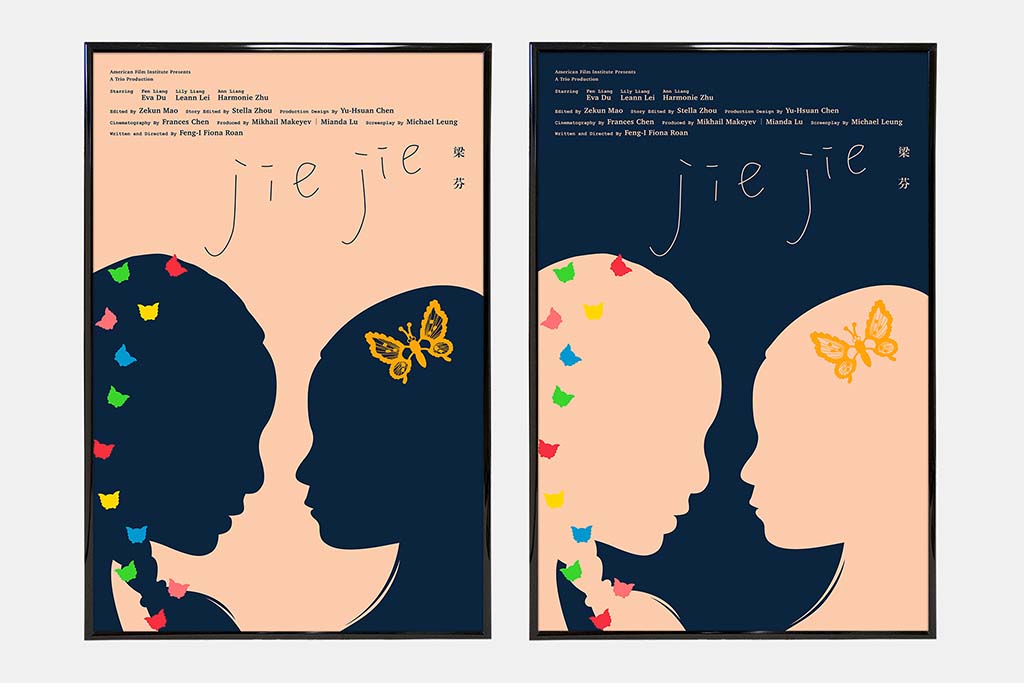 American Film Institute Presents
A Trio Production
Starring Fen Liang Lily Liang Ann Liang
Eva Du Leann Lei Harmonie Zhu
Edited By Zekun Mao Story Edited By Stella Zhou Production Design By Yu-Hsuan Chen
Cinematography By Frances Chen Produced By Mikhail Makeyev | Mianda Lu Screenplay By Michael Leung
Written and Directed By Feng-I Fiona Roan
jīe jīe
梁
芬
American Film Institute Presents
A Trio Production
Starring Fen Liang Lily Liang Ann Liang
Eva Du Leann Lei Harmonie Zhu
Edited By Zekun Mao Story Edited By Stella Zhou Production Design By Yu-Hsuan Chen
Cinematography By Frances Chen Produced By Mikhail Makeyev | Mianda Lu Screenplay By Michael Leung
Written and Directed By Feng-I Fiona Roan
jīe jīe
梁
芬